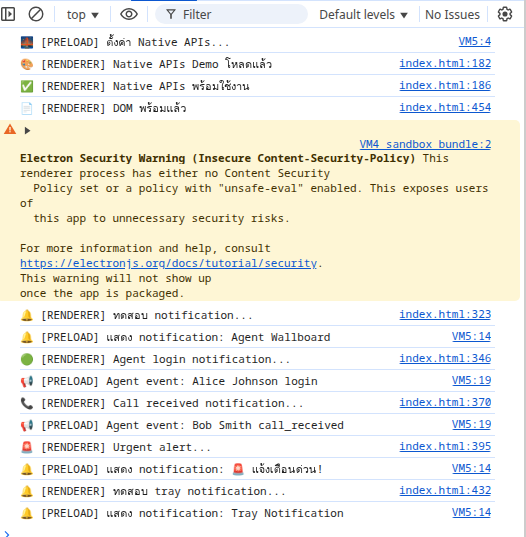 top ▼ Filter Default levels ▼ No Issues
🌉 [PRELOAD] ตั้งค่า Native APIs... VM5:4
🎨 [RENDERER] Native APIs Demo โหลดแล้ว index.html:182
✅ [RENDERER] Native APIs พร้อมใช้งาน index.html:186
📄 [RENDERER] DOM พร้อมแล้ว index.html:454
VM4 sandbox bundle:2
Electron Security Warning (Insecure Content-Security-Policy) This
renderer process has either no Content Security
Policy set or a policy with "unsafe-eval" enabled. This exposes users
of
this app to unnecessary security risks.
For more information and help, consult
https://electronjs.org/docs/tutorial/security.
This warning will not show up
once the app is packaged.
🔔 [RENDERER] ทดสอบ notification... index.html:323
🔔 [PRELOAD] แสดง notification: Agent Wallboard VM5:14
🟢 [RENDERER] Agent login notification... index.html:346
📢 [PRELOAD] Agent event: Alice Johnson login VM5:19
📞 [RENDERER] Call received notification... index.html:370
📢 [PRELOAD] Agent event: Bob Smith call_received VM5:19
🚨 [RENDERER] Urgent alert... index.html:395
🔔 [PRELOAD] แสดง notification: 🚨 แจ้งเตือนด่วน! VM5:14
🔔 [RENDERER] ทดสอบ tray notification... index.html:432
🔔 [PRELOAD] แสดง notification: Tray Notification VM5:14